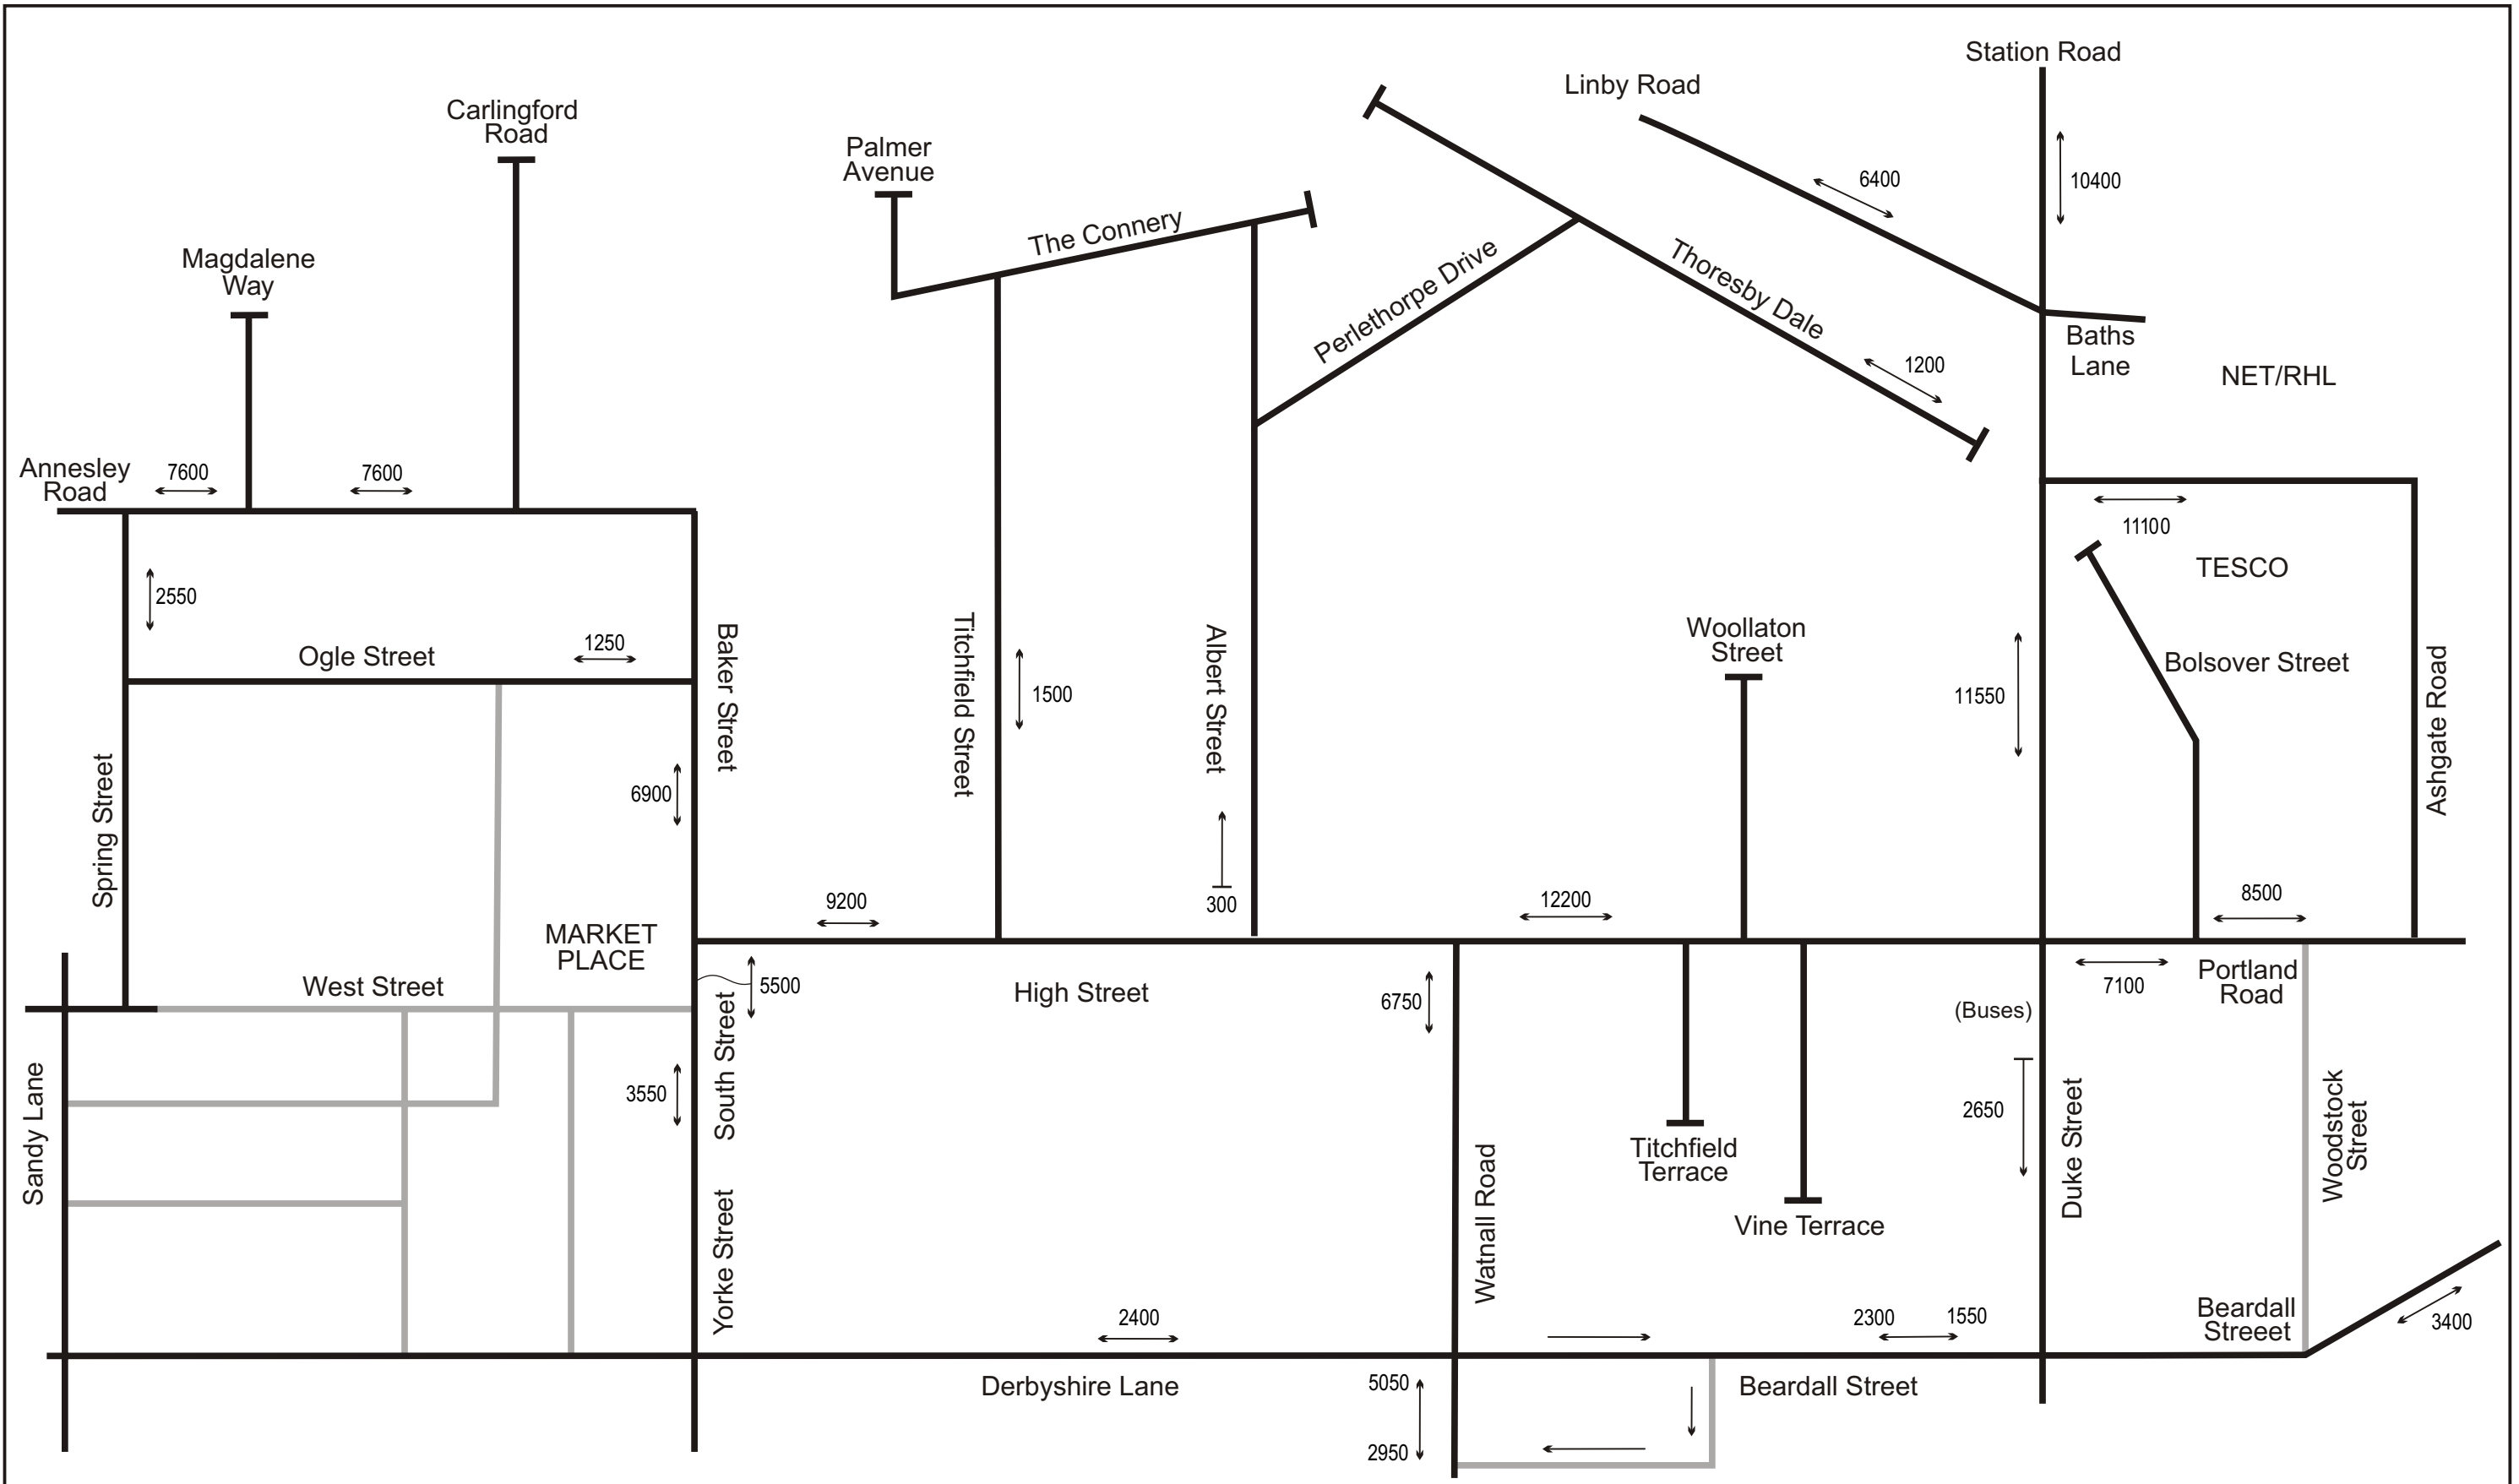 Station Road
Linby Road
Carlingford
Road
Palmer
Avenue
6400
10400
The Connery
Magdalene
Way
Perlethorpe Drive
Thoresby Dale
Baths
Lane
1200
NET/RHL
Annesley
Road
7600
7600
11100
TESCO
2550
Ogle Street
1250
Baker Street
Titchfield Street
1500
Albert Street
Woollaton
Street
11550
Bolsover Street
Ashgate Road
Spring Street
6900
9200
300
12200
8500
MARKET
PLACE
West Street
5500
High Street
6750
(Buses)
7100
Portland
Road
Sandy Lane
3550
South Street
2650
Duke Street
Woodstock
Street
Titchfield
Terrace
Yorke Street
Watnall Road
Vine Terrace
2400
2300
1550
Beardall
Streeet
3400
Derbyshire Lane
5050
Beardall Street
2950